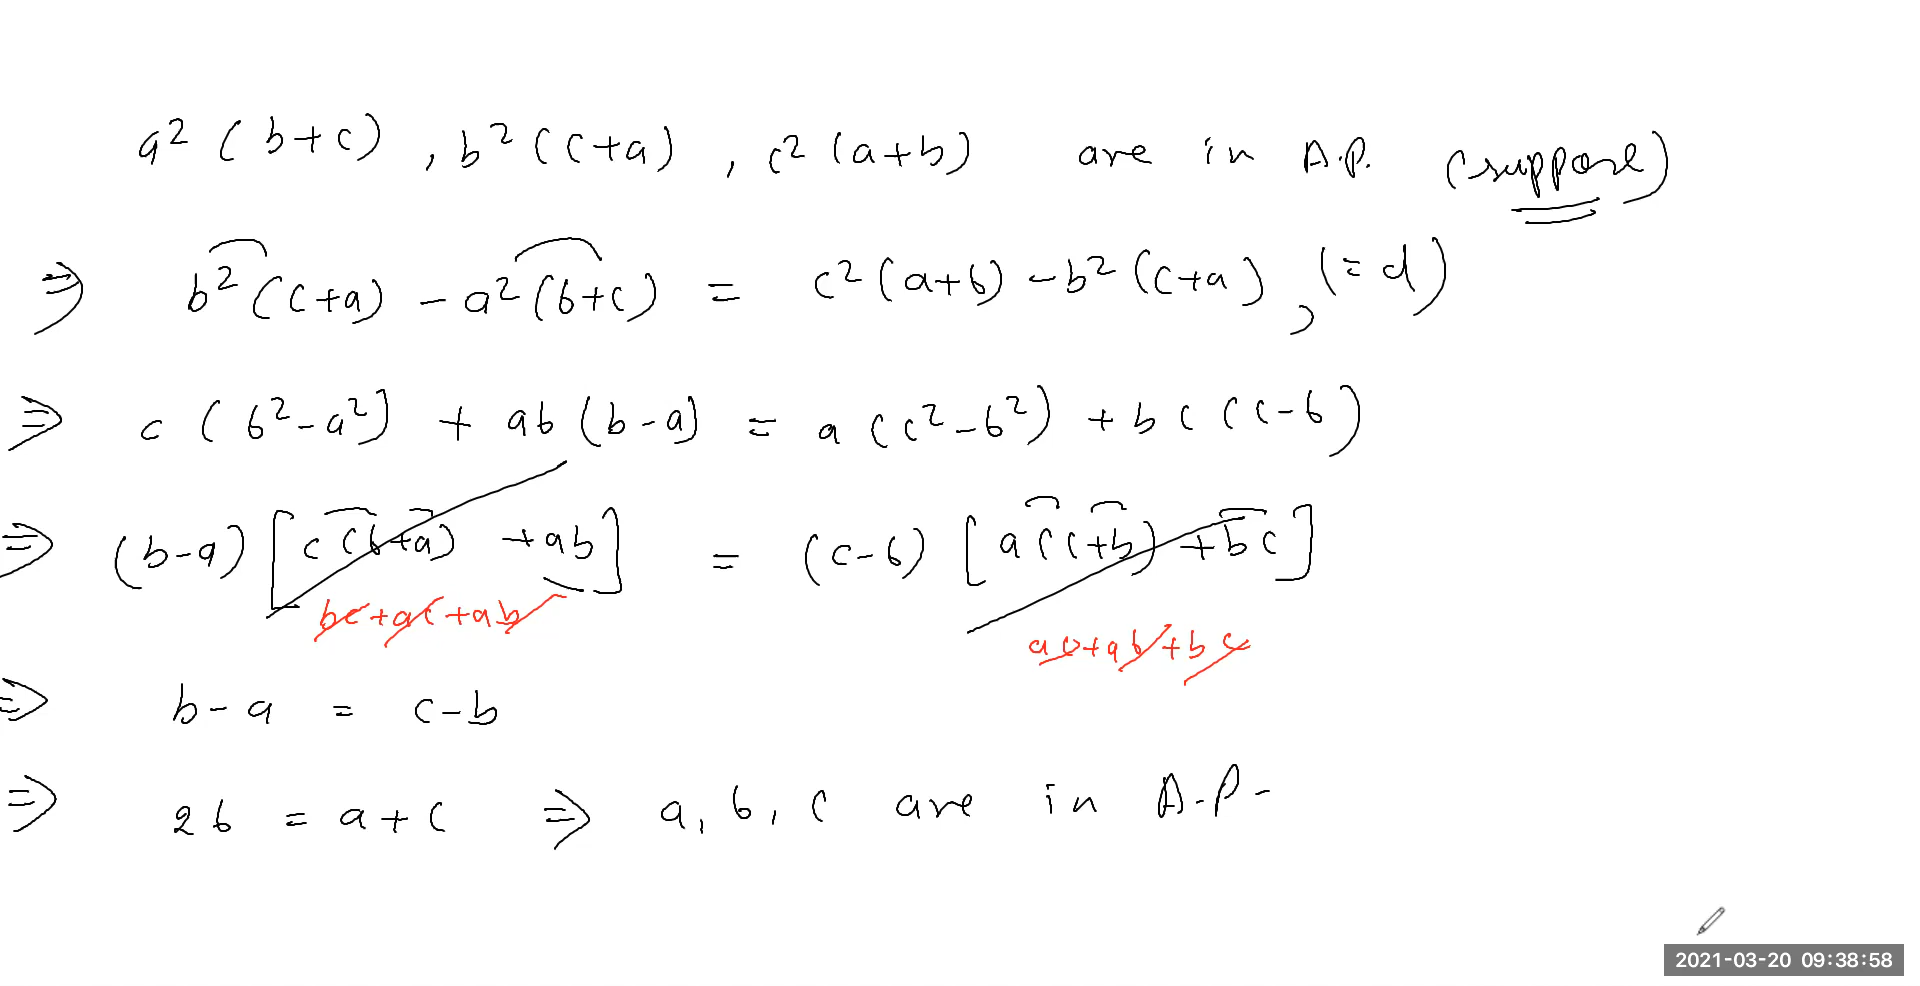 a² (b+c) , b² (c+a) , c² (a+b) are in A.P. (suppose)
⇒ b² (c+a) - a² (b+c) = c² (a+b) - b² (c+a) , (= d)
⇒ c (b² - a²] + ab (b-a) = a (c² - b²) + b c (c-b)
⇒ (b-a) [c (b+a) + ab] = (c-b) [a (c+b) + bc]
bc+ac+ab
ac+ab+bc
⇒ b-a = c-b
⇒ 2b = a+c ⇒ a, b, c are in A.P.
2021-03-20 09:38:58